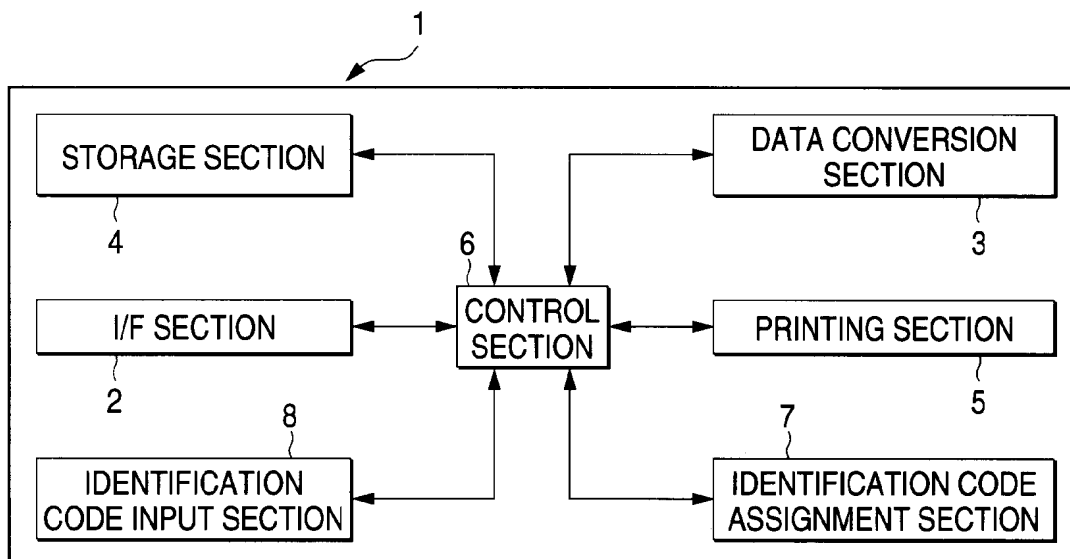 1
STORAGE SECTION
4
DATA CONVERSION
SECTION
3
6
CONTROL
SECTION
I/F SECTION
2
PRINTING SECTION
5
8
IDENTIFICATION
CODE INPUT SECTION
7
IDENTIFICATION CODE
ASSIGNMENT SECTION